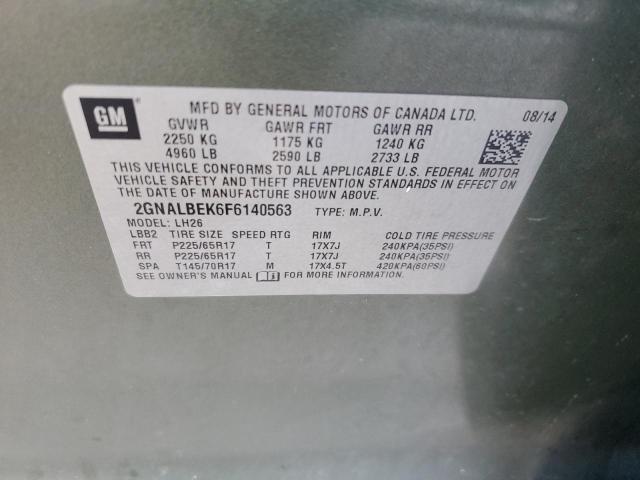 GM
MFD BY GENERAL MOTORS OF CANADA LTD. 08/14
GVWR GAWR FRT GAWR RR
2250 KG 1175 KG 1240 KG
4960 LB 2590 LB 2733 LB
THIS VEHICLE CONFORMS TO ALL APPLICABLE U.S. FEDERAL MOTOR
VEHICLE SAFETY AND THEFT PREVENTION STANDARDS IN EFFECT ON
THE DATE OF MANUFACTURE SHOWN ABOVE.
2GNALBEK6F6140563 TYPE: M.P.V.
MODEL: LH26
LBB2 TIRE SIZE SPEED RTG RIM COLD TIRE PRESSURE
FRT P225/65R17 T 17X7J 240KPA(35PSI)
RR P225/65R17 T 17X7J 240KPA(35PSI)
SPA T145/70R17 M 17X4.5T 420KPA(60PSI)
SEE OWNER'S MANUAL FOR MORE INFORMATION.